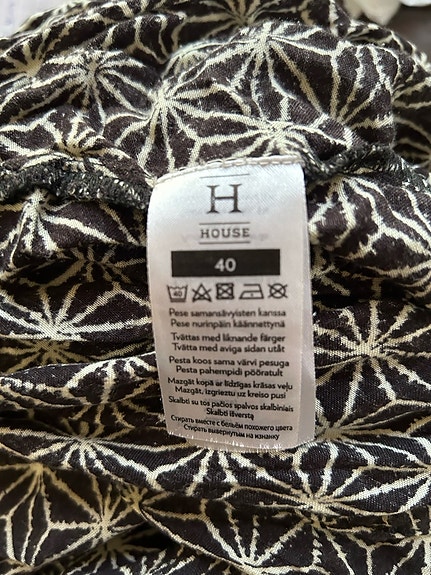 H
HOUSE
40
40
Pese samansävyisten kanssa
Pese nurinpäin käännettynä
Tvättas med liknande färger
Tvätta med aviga sidan utåt
Pesta koos sama värvi pesuga
Pesta pahempidi pööratult
Mazgāt kopā ar līdzīgas krāsas veļu
Mazgāt, izgrieztu uz kreiso pusi
Skalbti su tos pačios spalvos skalbiniais
Skalbti išverstą
Стирать вместе с бельём похожего цвета
Стирать вывернутым на изнанку